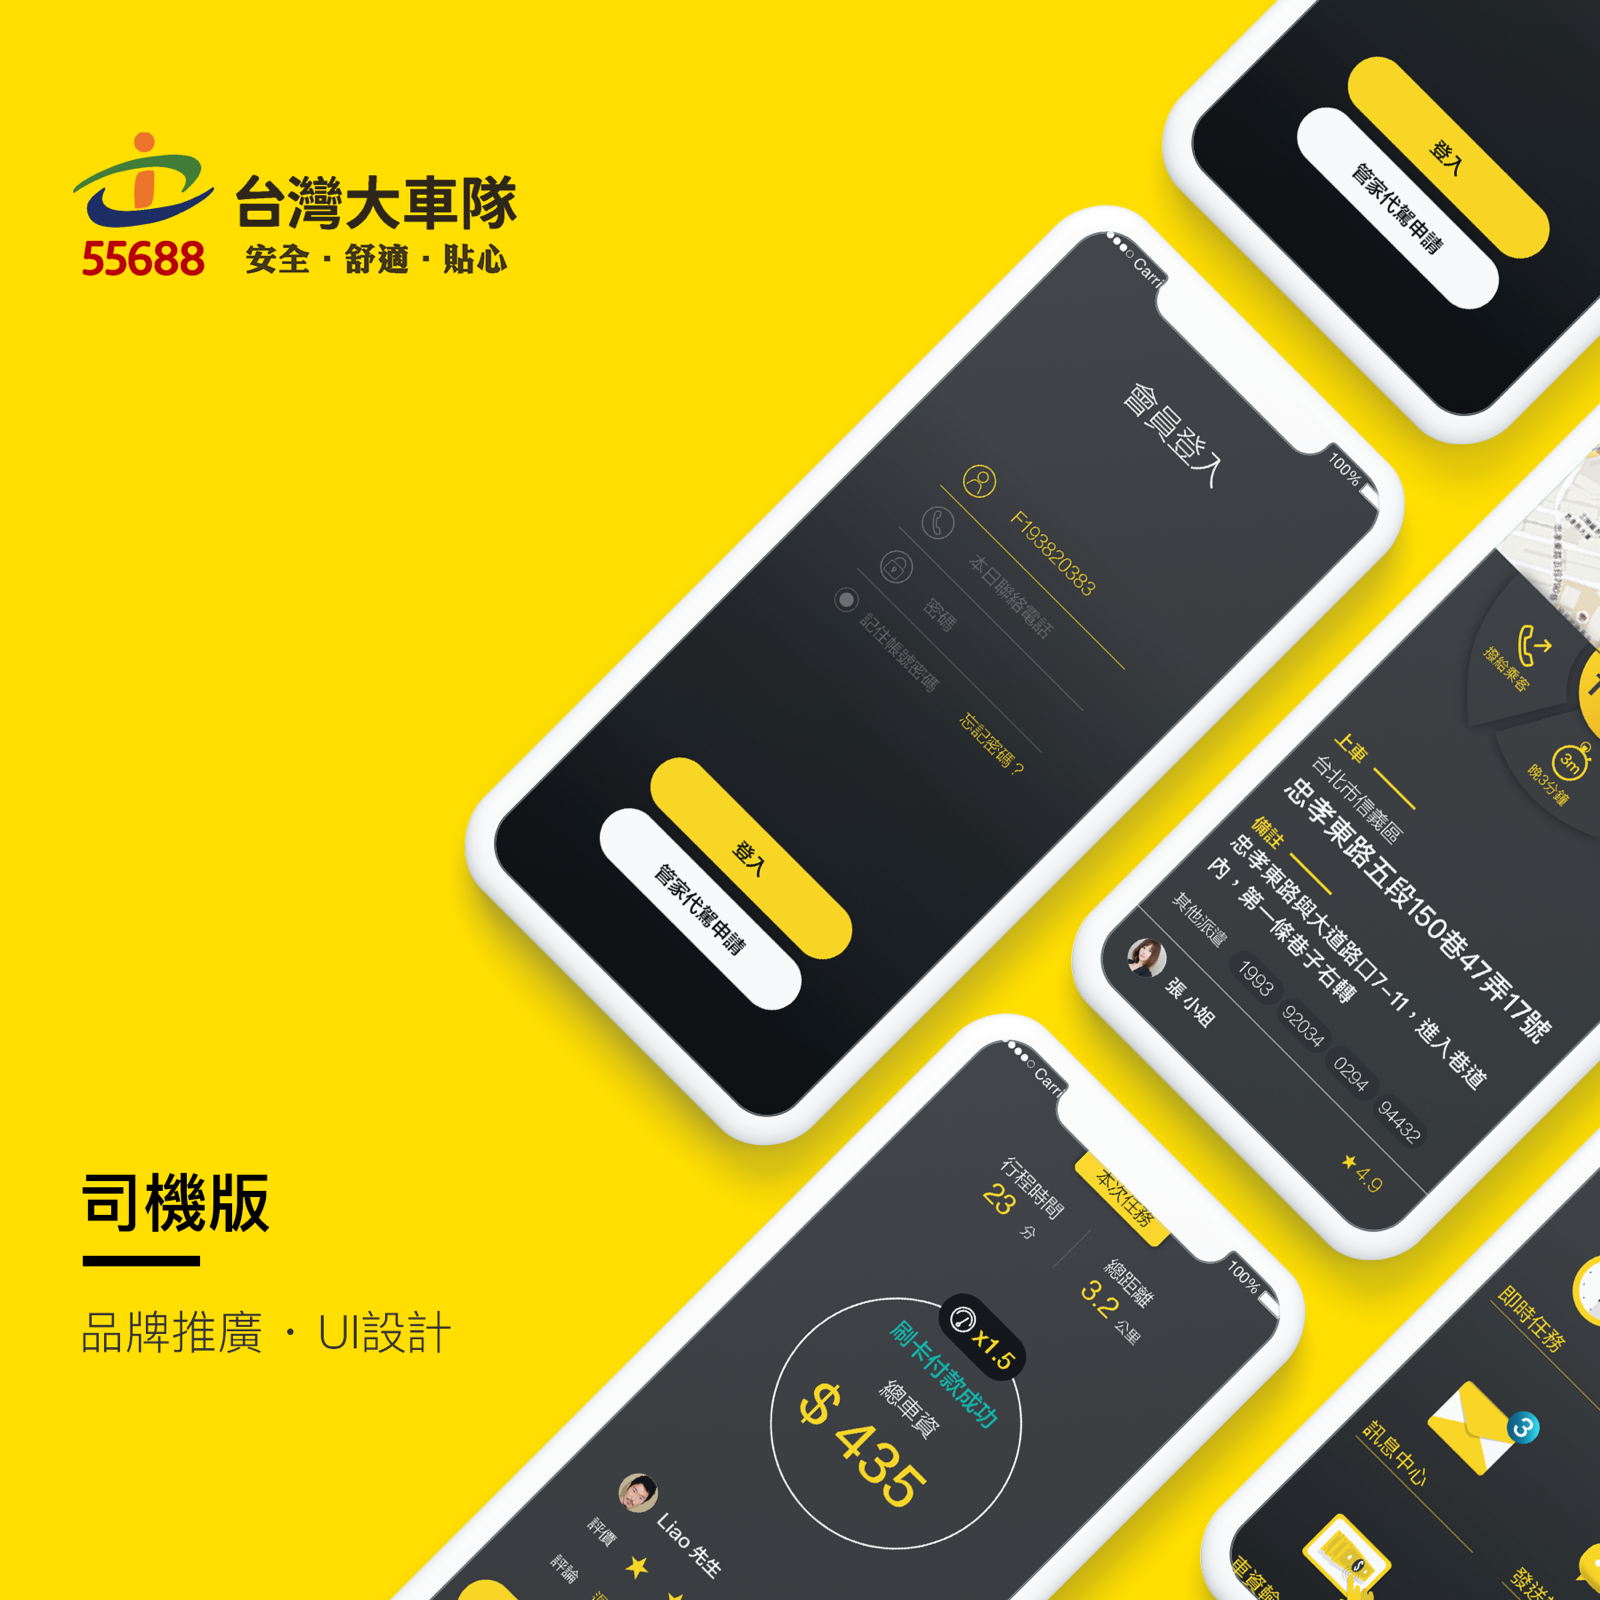 台灣大車隊
55688
安全·舒適·貼心
司機版
品牌推廣 · UI設計
登入
管家代駕申請
Carri
100%
會員登入
F193820383
本日聯絡電話
密碼
記住帳號密碼
忘記密碼？
登入
管家代駕申請
撥給乘客
3m
晚3分鐘
上車
台北市信義區
忠孝東路五段150巷47弄17號
備註
忠孝東路與大道路口7-11，進入巷道
內，第一條巷子右轉
其他派遣
1993
92034
0294
94432
張 小姐
★ 4.9
Carri
100%
本次任務
行程時間
23 分
總距離
3.2 公里
x1.5
刷卡付款成功
總車資
$ 435
Liao 先生
評價
評論
即時任務
訊息中心
3
車資輸
發送